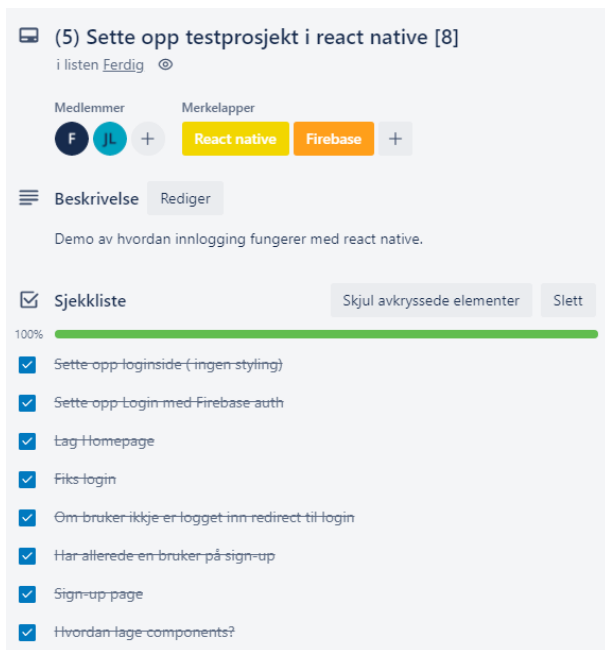 (5) Sette opp testprosjekt i react native [8]
i listen Ferdig
Medlemmer Merkelapper
F JL + React native Firebase +
Beskrivelse Rediger
Demo av hvordan innlogging fungerer med react native.
Sjekkliste Skjul avkryssede elementer Slett
100%
Sette opp loginside ( ingen styling)
Sette opp Login med Firebase auth
Lag Homepage
Fiks login
Om bruker ikkje er logget inn redirect til login
Har allerede en bruker på sign-up
Sign-up page
Hvordan lage components?